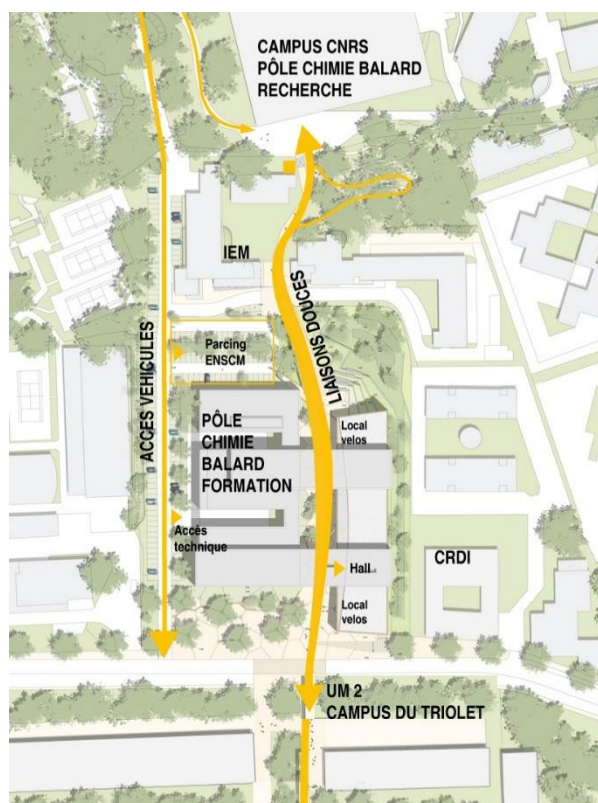 CAMPUS CNRS
PÔLE CHIMIE BALARD
RECHERCHE
IEM
LIAISONS DOUCES
ACCES VEHICULES
Parcing
ENSCM
PÔLE
CHIMIE
BALARD
FORMATION
Local
velos
Accès
technique
Hall
CRDI
Local
velos
UM 2
CAMPUS DU TRIOLET